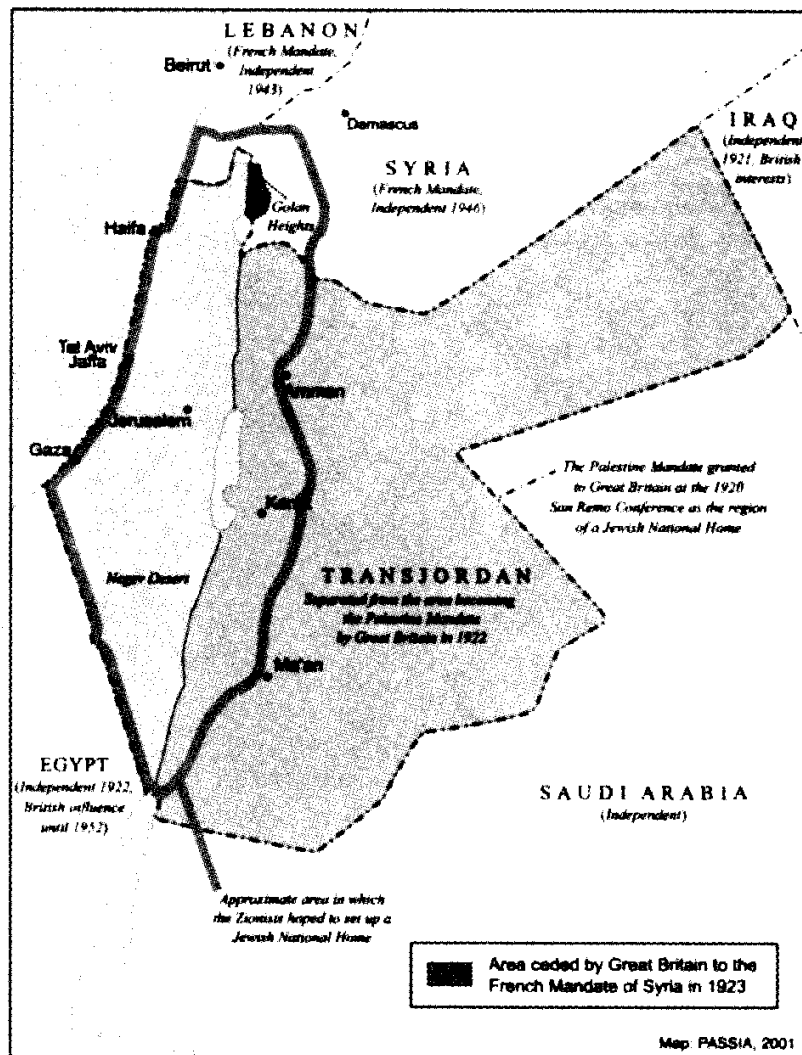 LEBANON
(French Mandate,
Independent
1943)
Beirut
Damascus
IRAQ
(Independent
1921, British
interests)
SYRIA
(French Mandate,
Independent 1946)
Golan
Heights
Haifa
Tel Aviv
Jaffa
Amman
Jerusalem
Gaza
The Palestine Mandate granted
to Great Britain at the 1920
San Remo Conference as the region
of a Jewish National Home
Kerak
Negev Desert
TRANSJORDAN
Separated from the area becoming
the Palestine Mandate
by Great Britain in 1922
Ma'an
EGYPT
(Independent 1922,
British influence
until 1952)
SAUDI ARABIA
(Independent)
Approximate area in which
the Zionists hoped to set up a
Jewish National Home
Area ceded by Great Britain to the
French Mandate of Syria in 1923
Map: PASSIA, 2001